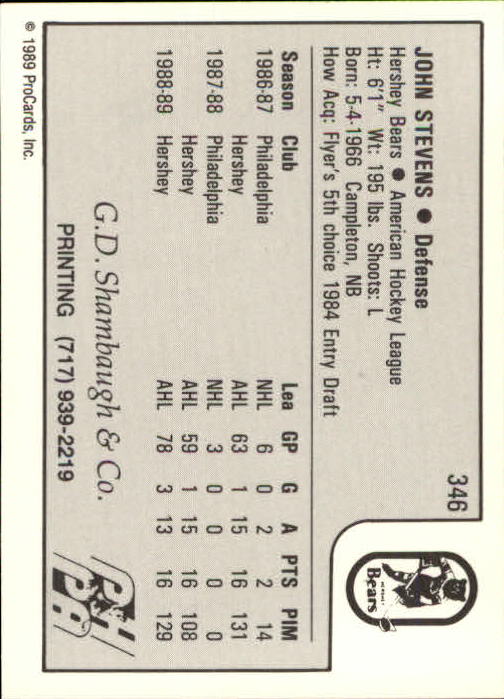 346
JOHN STEVENS ● Defense
Hershey Bears ● American Hockey League
Ht: 6'1" Wt: 195 lbs. Shoots: L
Born: 5-4-1966 Campleton, NB
How Acq: Flyer's 5th choice 1984 Entry Draft
HERSHEY
Bears
Season Club Lea GP G A PTS PIM
1986-87 Philadelphia NHL 6 0 2 2 14
Hershey AHL 63 1 15 16 131
1987-88 Philadelphia NHL 3 0 0 0 0
Hershey AHL 59 1 15 16 108
1988-89 Hershey AHL 78 3 13 16 129
G.D. Shambaugh & Co.
PRINTING (717) 939-2219
© 1989 ProCards, Inc.